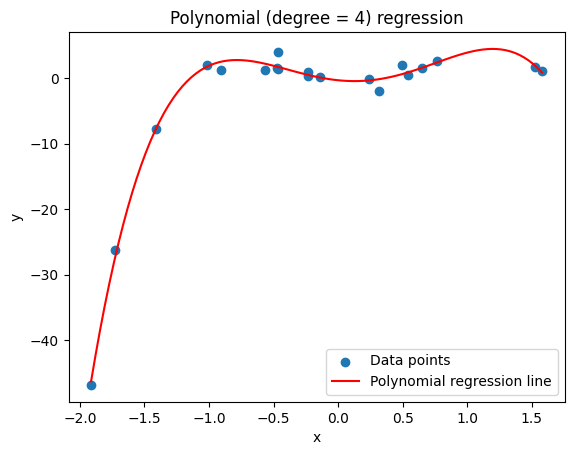 Polynomial (degree = 4) regression
y
0
−10
−20
−30
−40
−2.0 −1.5 −1.0 −0.5 0.0 0.5 1.0 1.5
x
Data points
Polynomial regression line